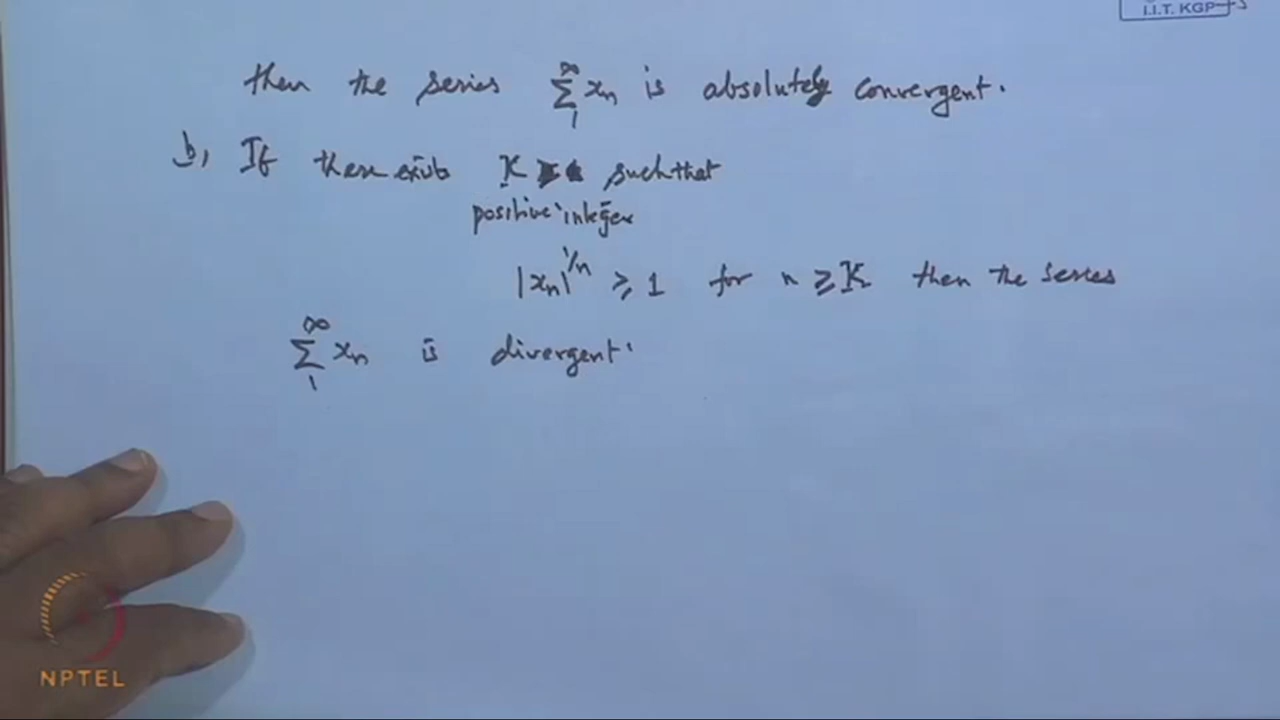 I.I.T. KGP
then the series ∞∑1 xn is absolutely convergent.
b, If there exists K such that
positive integer
|xn|^1/n ≥ 1 for n ≥ K then the series
∞∑1 xn is divergent.
NPTEL